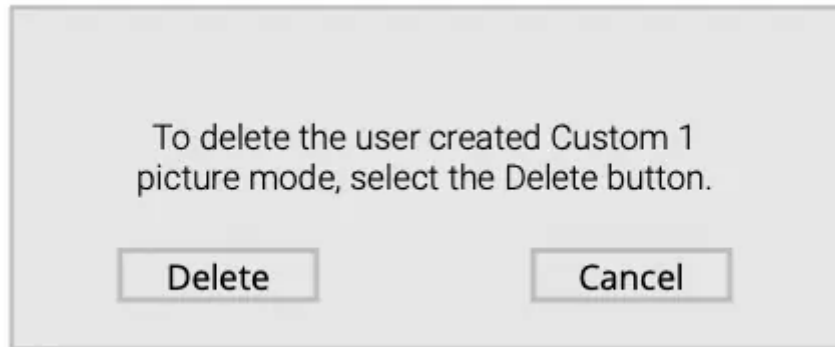 To delete the user created Custom 1
picture mode, select the Delete button.
Delete
Cancel